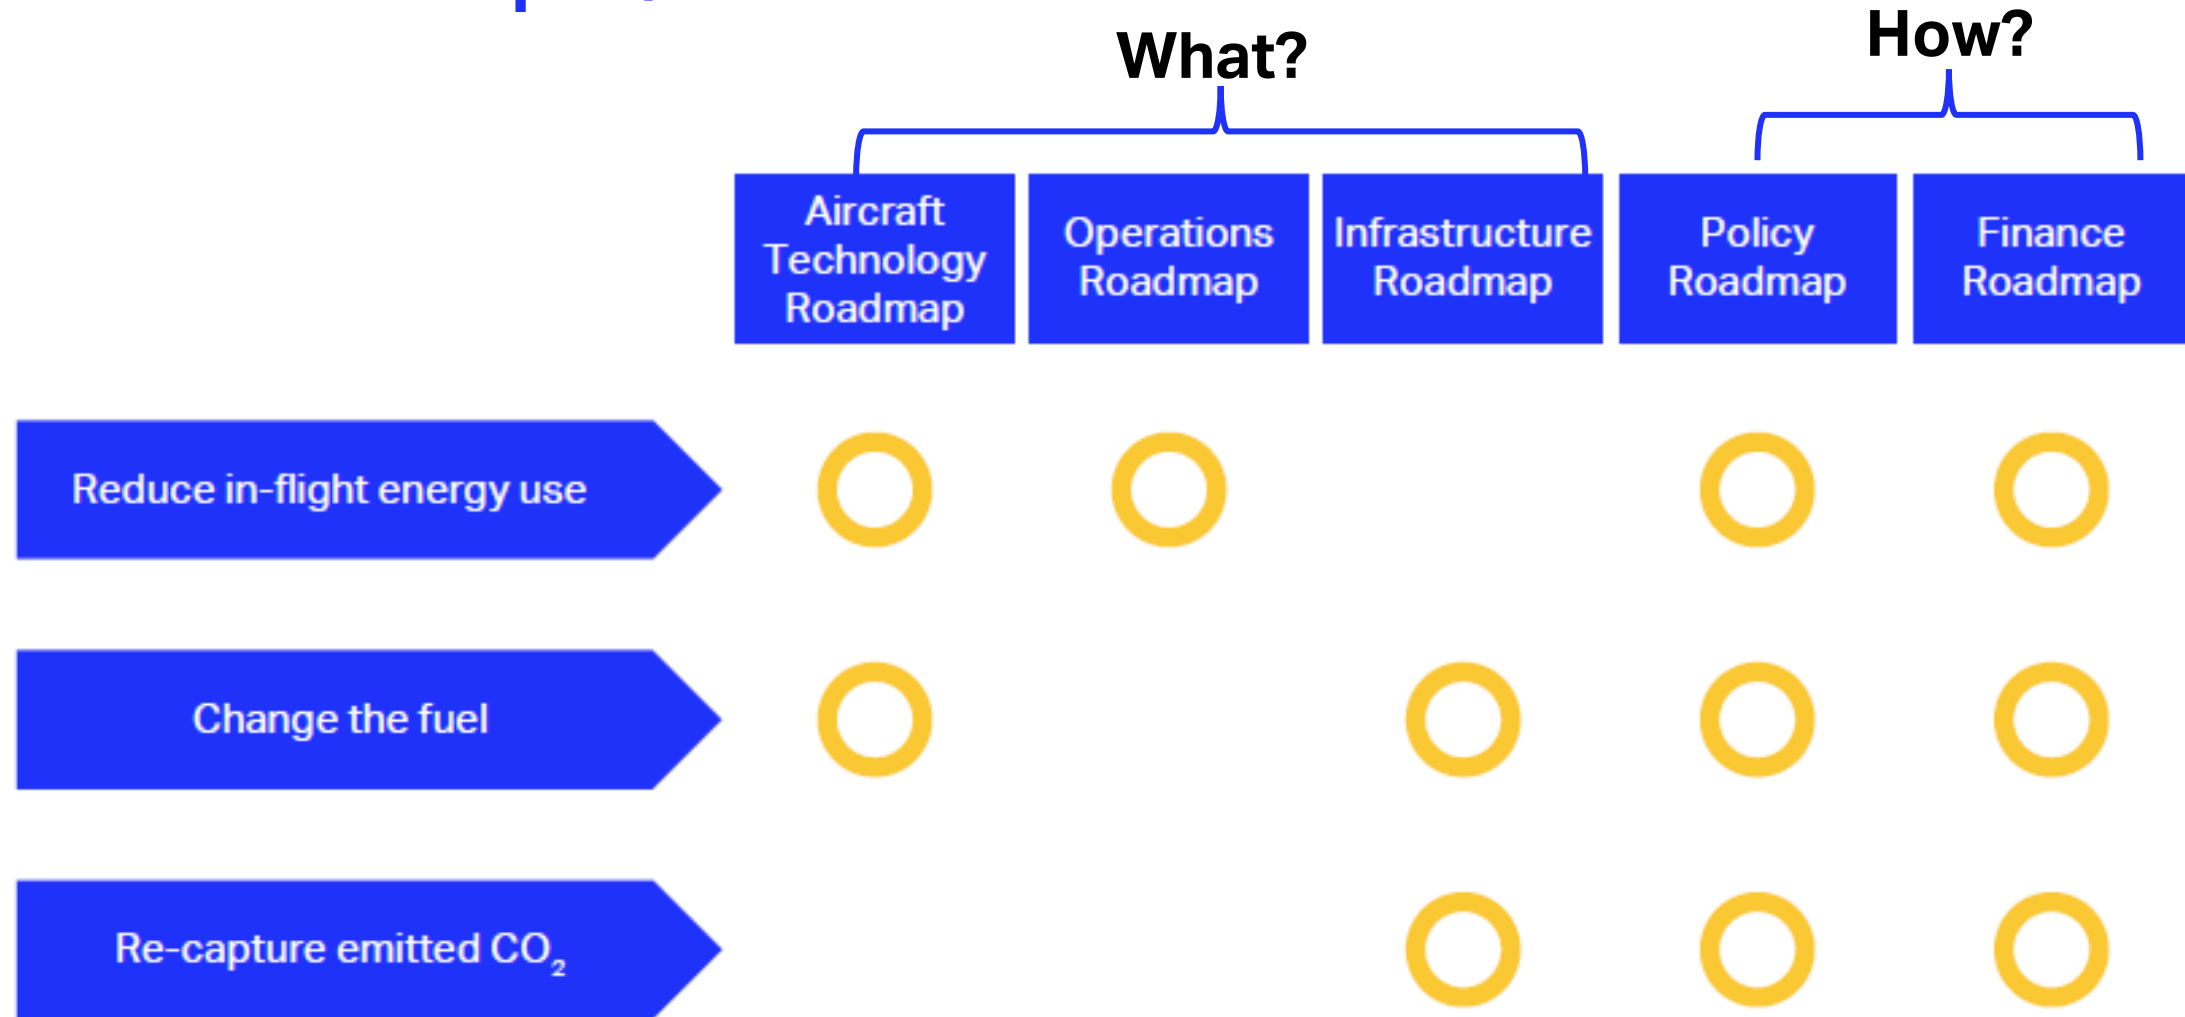 What?
How?
Aircraft
Technology
Roadmap
Operations
Roadmap
Infrastructure
Roadmap
Policy
Roadmap
Finance
Roadmap
Reduce in-flight energy use
Change the fuel
Re-capture emitted CO₂